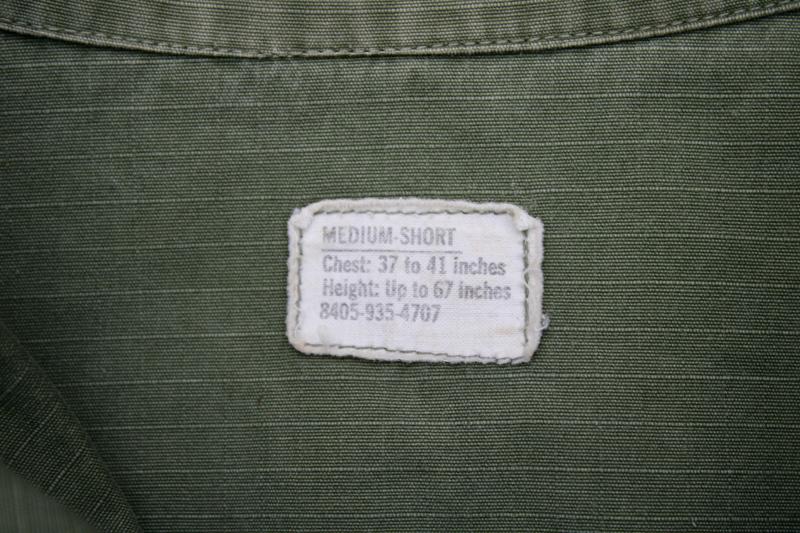 MEDIUM-SHORT
Chest: 37 to 41 inches
Height: Up to 67 inches
8405-935-4707